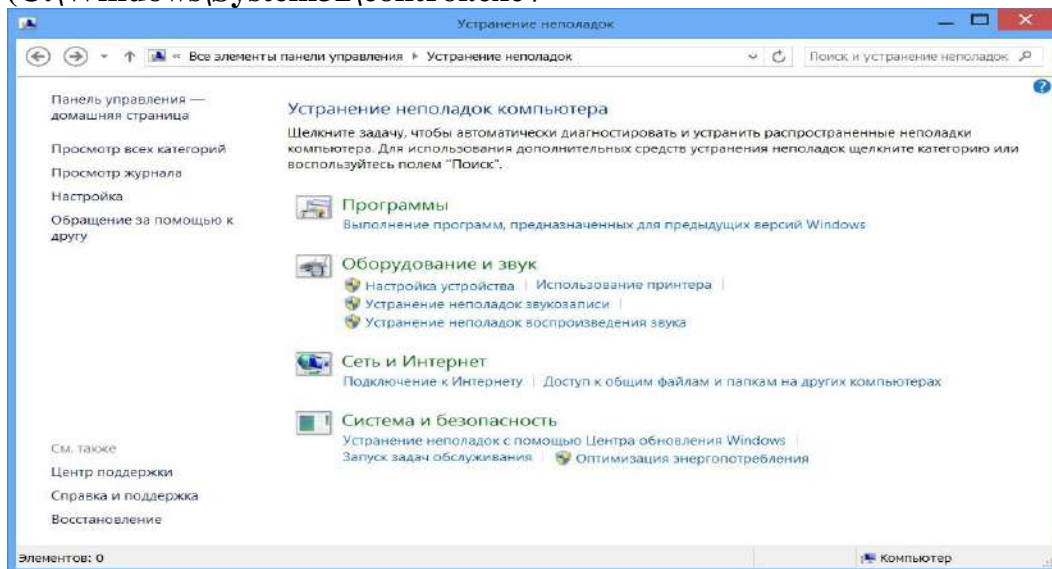 Устранение неполадок
« Все элементы панели управления ▸ Устранение неполадок
Поиск и устранение неполадок
Панель управления —
домашняя страница
Просмотр всех категорий
Просмотр журнала
Настройка
Обращение за помощью к
другу
Устранение неполадок компьютера
Щелкните задачу, чтобы автоматически диагностировать и устранить распространенные неполадки
компьютера. Для использования дополнительных средств устранения неполадок щелкните категорию или
воспользуйтесь полем "Поиск".
Программы
Выполнение программ, предназначенных для предыдущих версий Windows
Оборудование и звук
Настройка устройства | Использование принтера |
Устранение неполадок звукозаписи |
Устранение неполадок воспроизведения звука
Сеть и Интернет
Подключение к Интернету | Доступ к общим файлам и папкам на других компьютерах
Система и безопасность
Устранение неполадок с помощью Центра обновления Windows |
Запуск задач обслуживания | Оптимизация энергопотребления
См. также
Центр поддержки
Справка и поддержка
Восстановление
Элементов: 0
Компьютер